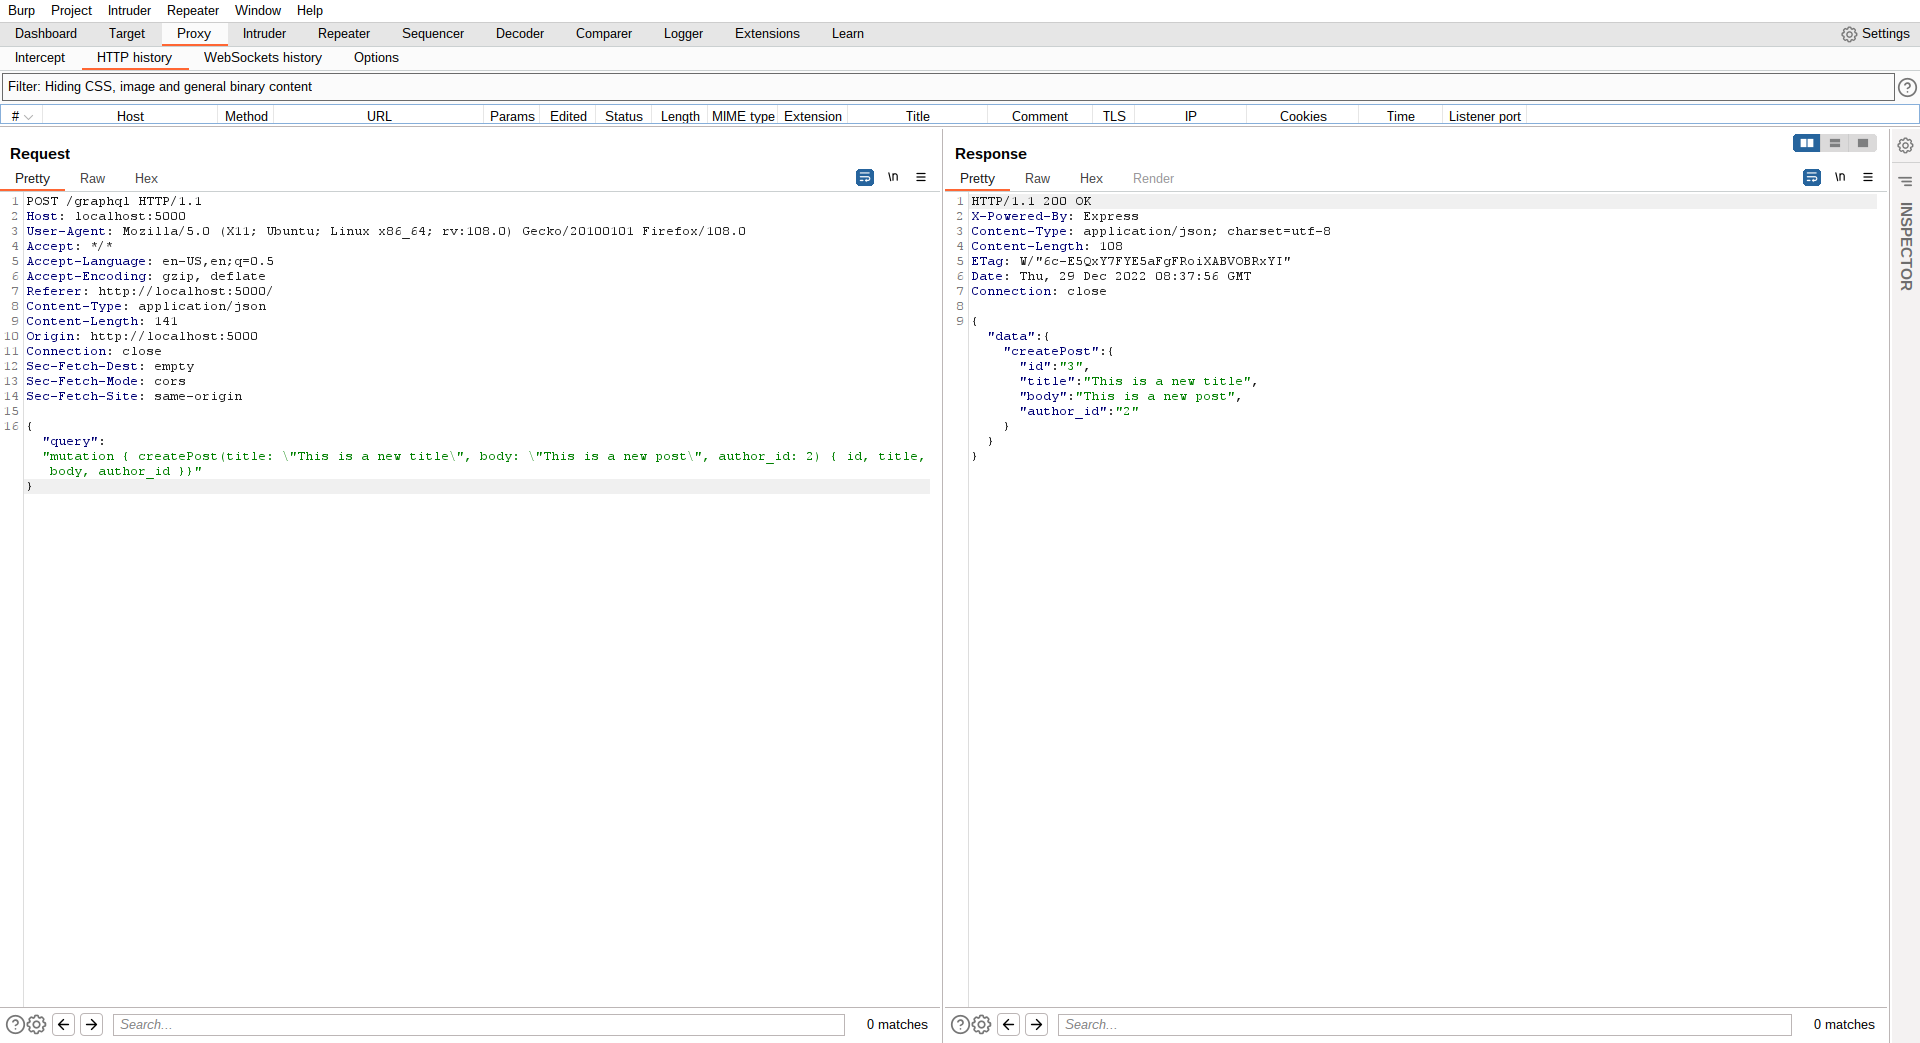 Burp Project Intruder Repeater Window Help
Dashboard Target Proxy Intruder Repeater Sequencer Decoder Comparer Logger Extensions Learn Settings
Intercept HTTP history WebSockets history Options
Filter: Hiding CSS, image and general binary content
# Host Method URL Params Edited Status Length MIME type Extension Title Comment TLS IP Cookies Time Listener port
Request
Pretty Raw Hex \n
1 POST /graphql HTTP/1.1
2 Host: localhost:5000
3 User-Agent: Mozilla/5.0 (X11; Ubuntu; Linux x86_64; rv:108.0) Gecko/20100101 Firefox/108.0
4 Accept: */*
5 Accept-Language: en-US,en;q=0.5
6 Accept-Encoding: gzip, deflate
7 Referer: http://localhost:5000/
8 Content-Type: application/json
9 Content-Length: 141
10 Origin: http://localhost:5000
11 Connection: close
12 Sec-Fetch-Dest: empty
13 Sec-Fetch-Mode: cors
14 Sec-Fetch-Site: same-origin
15
16 {
"query":
"mutation { createPost(title: \"This is a new title\", body: \"This is a new post\", author_id: 2) { id, title,
body, author_id }}"
}
Search... 0 matches
Response
Pretty Raw Hex Render \n
1 HTTP/1.1 200 OK
2 X-Powered-By: Express
3 Content-Type: application/json; charset=utf-8
4 Content-Length: 108
5 ETag: W/"6c-E5QxY7FYE5aFgFRoiXABVOBRxYI"
6 Date: Thu, 29 Dec 2022 08:37:56 GMT
7 Connection: close
8
9 {
"data":{
"createPost":{
"id":"3",
"title":"This is a new title",
"body":"This is a new post",
"author_id":"2"
}
}
}
Search... 0 matches
INSPECTOR